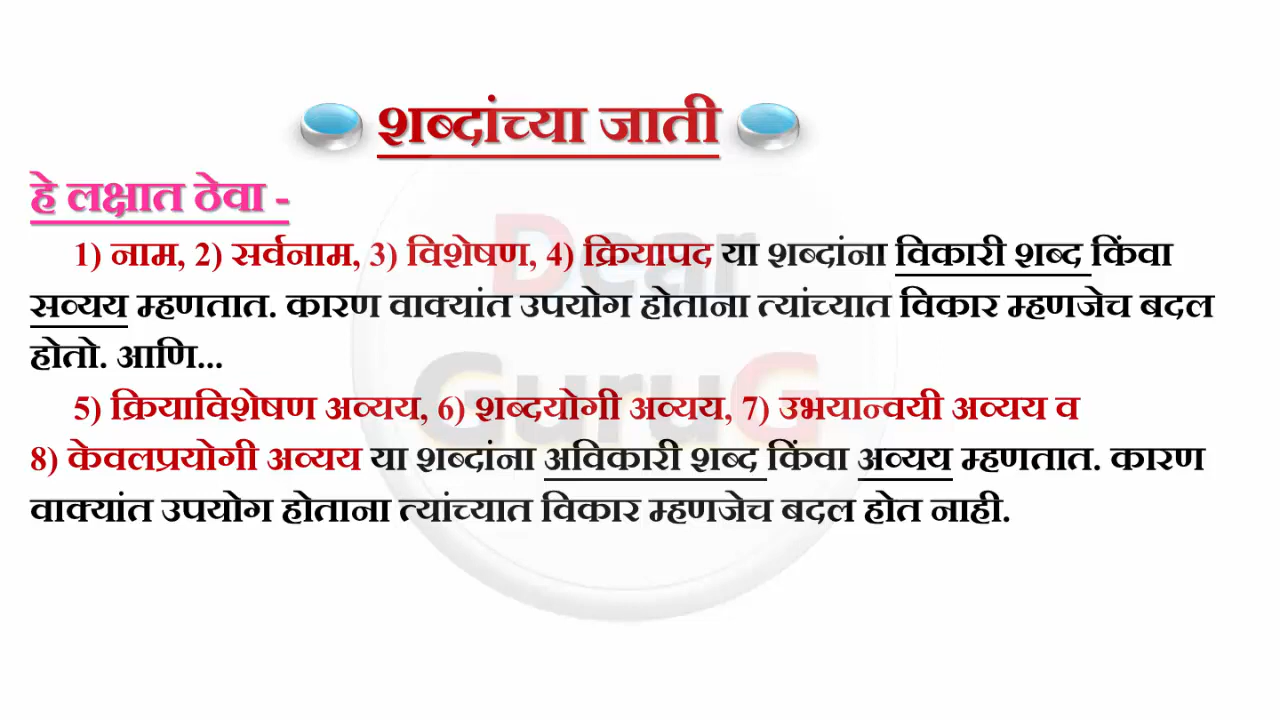 शब्दांच्या जाती
हे लक्षात ठेवा -
1) नाम, 2) सर्वनाम, 3) विशेषण, 4) क्रियापद या शब्दांना विकारी शब्द किंवा
सव्यय म्हणतात. कारण वाक्यांत उपयोग होताना त्यांच्यात विकार म्हणजेच बदल
होतो. आणि...
5) क्रियाविशेषण अव्यय, 6) शब्दयोगी अव्यय, 7) उभयान्वयी अव्यय व
8) केवलप्रयोगी अव्यय या शब्दांना अविकारी शब्द किंवा अव्यय म्हणतात. कारण
वाक्यांत उपयोग होताना त्यांच्यात विकार म्हणजेच बदल होत नाही.
Dear
GuruG